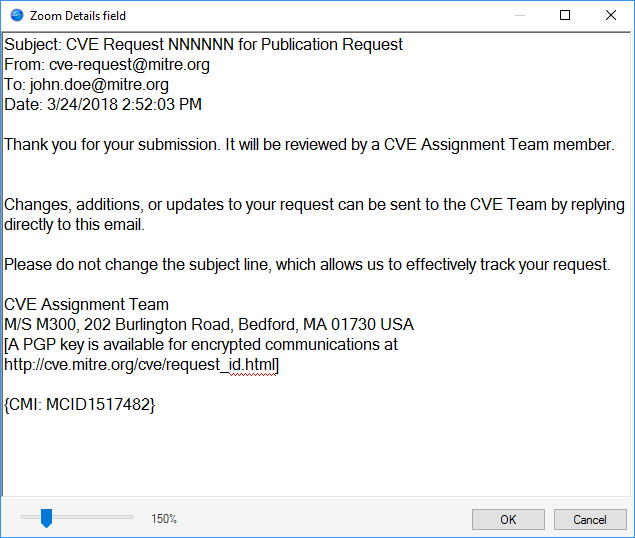 Zoom Details field
Subject: CVE Request NNNNNN for Publication Request
From: cve-request@mitre.org
To: john.doe@mitre.org
Date: 3/24/2018 2:52:03 PM
Thank you for your submission. It will be reviewed by a CVE Assignment Team member.
Changes, additions, or updates to your request can be sent to the CVE Team by replying
directly to this email.
Please do not change the subject line, which allows us to effectively track your request.
CVE Assignment Team
M/S M300, 202 Burlington Road, Bedford, MA 01730 USA
[A PGP key is available for encrypted communications at
http://cve.mitre.org/cve/request_id.html]
{CMI: MCID1517482}
150%
OK
Cancel